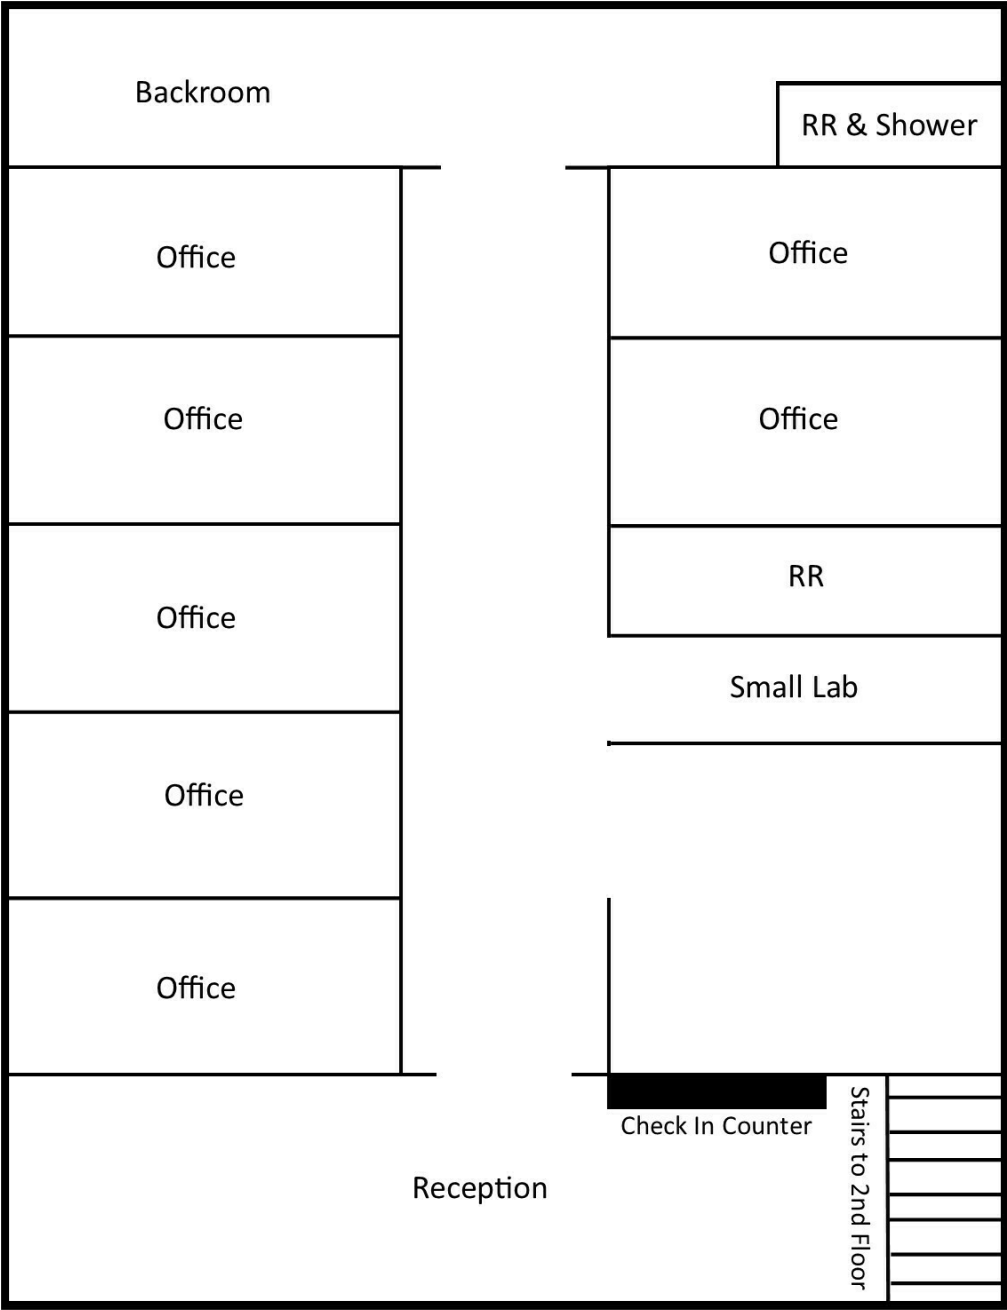 Backroom
RR & Shower
Office
Office
Office
Office
Office
RR
Small Lab
Office
Office
Check In Counter
Stairs to 2nd Floor
Reception